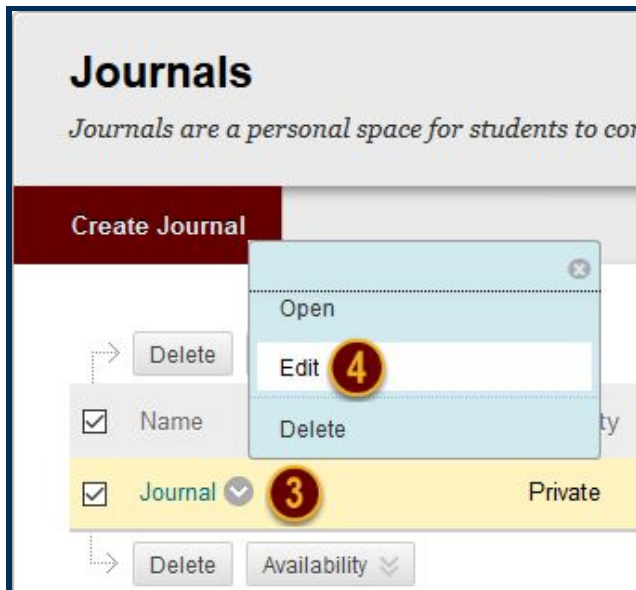 Journals
Journals are a personal space for students to cor
Create Journal
Open
Delete
Edit 4
Name
Delete
ty
Journal 3 Private
Delete Availability